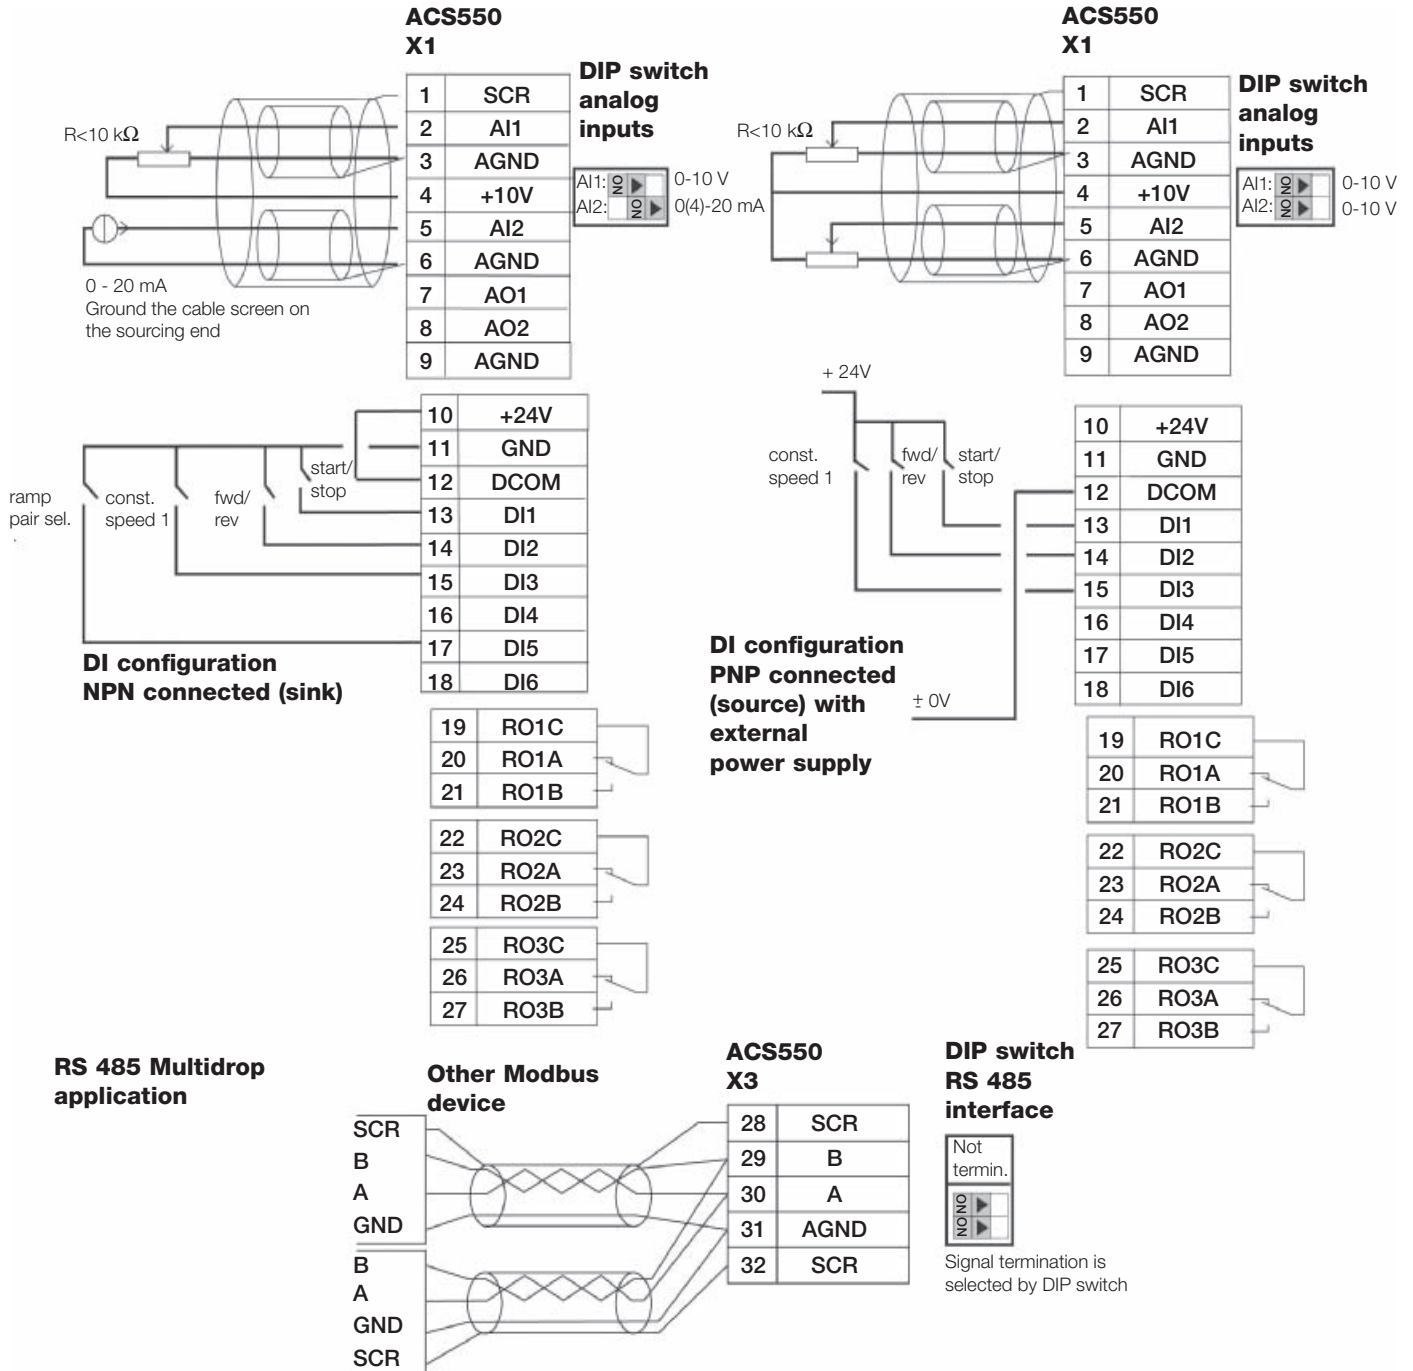 ACS550
X1
DIP switch
analog
inputs
1 SCR
2 AI1
3 AGND
4 +10V
5 AI2
6 AGND
7 AO1
8 AO2
9 AGND
R<10 kΩ
0 - 20 mA
Ground the cable screen on
the sourcing end
AI1: ON 0-10 V
AI2: ON 0(4)-20 mA
10 +24V
11 GND
12 DCOM
13 DI1
14 DI2
15 DI3
16 DI4
17 DI5
18 DI6
ramp
pair sel.
const.
speed 1
fwd/
rev
start/
stop
DI configuration
NPN connected (sink)
19 RO1C
20 RO1A
21 RO1B
22 RO2C
23 RO2A
24 RO2B
25 RO3C
26 RO3A
27 RO3B
ACS550
X1
DIP switch
analog
inputs
1 SCR
2 AI1
3 AGND
4 +10V
5 AI2
6 AGND
7 AO1
8 AO2
9 AGND
R<10 kΩ
AI1: ON 0-10 V
AI2: ON 0-10 V
+ 24V
const.
speed 1
fwd/
rev
start/
stop
10 +24V
11 GND
12 DCOM
13 DI1
14 DI2
15 DI3
16 DI4
17 DI5
18 DI6
DI configuration
PNP connected
(source) with
external
power supply
± 0V
19 RO1C
20 RO1A
21 RO1B
22 RO2C
23 RO2A
24 RO2B
25 RO3C
26 RO3A
27 RO3B
RS 485 Multidrop
application
Other Modbus
device
SCR
B
A
GND
B
A
GND
SCR
ACS550
X3
28 SCR
29 B
30 A
31 AGND
32 SCR
DIP switch
RS 485
interface
Not
termin.
ON
ON
Signal termination is
selected by DIP switch